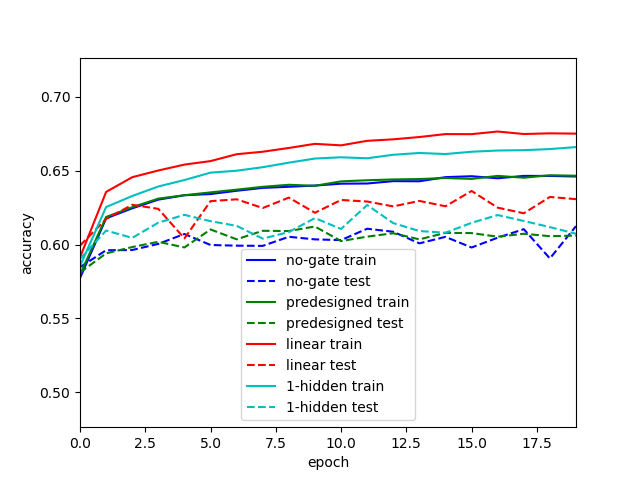 0.70
0.65
0.60
0.55
0.50
accuracy
no-gate train
no-gate test
predesigned train
predesigned test
linear train
linear test
1-hidden train
1-hidden test
0.0 2.5 5.0 7.5 10.0 12.5 15.0 17.5
epoch